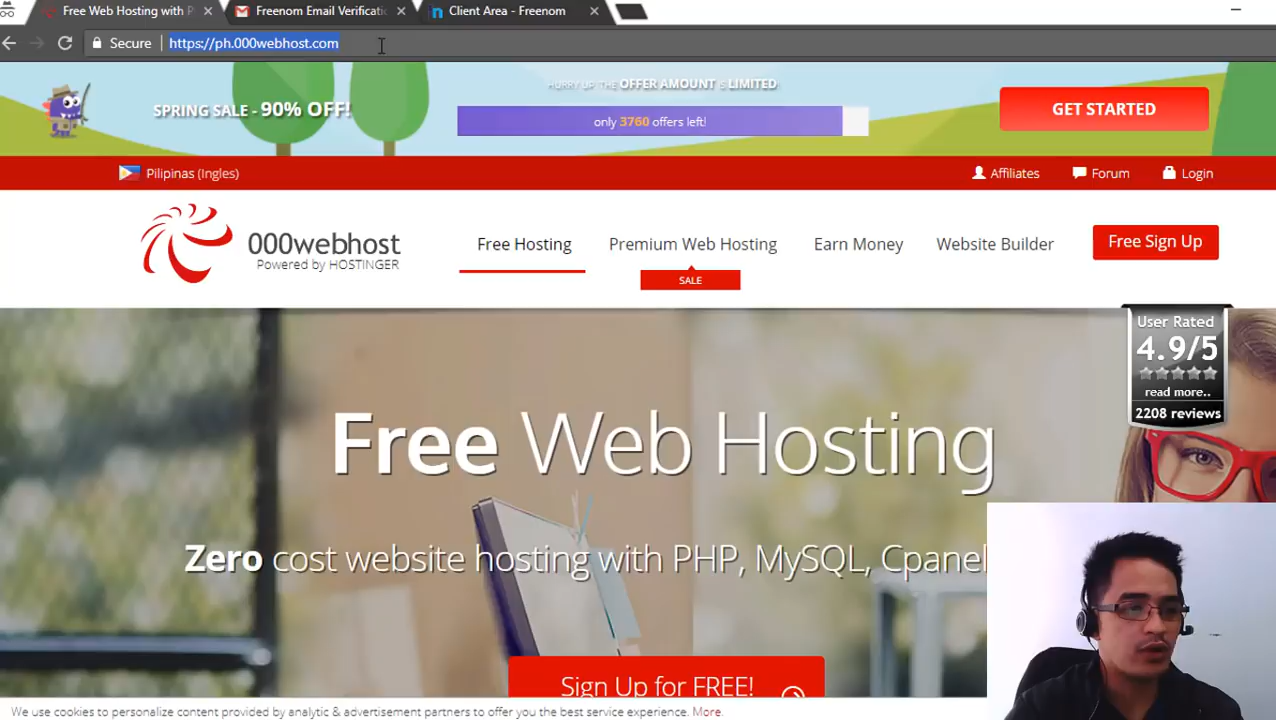 Free Web Hosting with P
Freenom Email Verificati
Client Area - Freenom
Secure
https://ph.000webhost.com
SPRING SALE - 90% OFF!
HURRY UP, THE OFFER AMOUNT IS LIMITED!
only 3760 offers left!
GET STARTED
Pilipinas (Ingles)
Affiliates
Forum
Login
000webhost
Powered by HOSTINGER
Free Hosting
Premium Web Hosting
SALE
Earn Money
Website Builder
Free Sign Up
User Rated
4.9/5
read more..
2208 reviews
Free Web Hosting
Zero cost website hosting with PHP, MySQL, Cpanel
Sign Up for FREE!
We use cookies to personalize content provided by analytic & advertisement partners to offer you the best service experience. More.